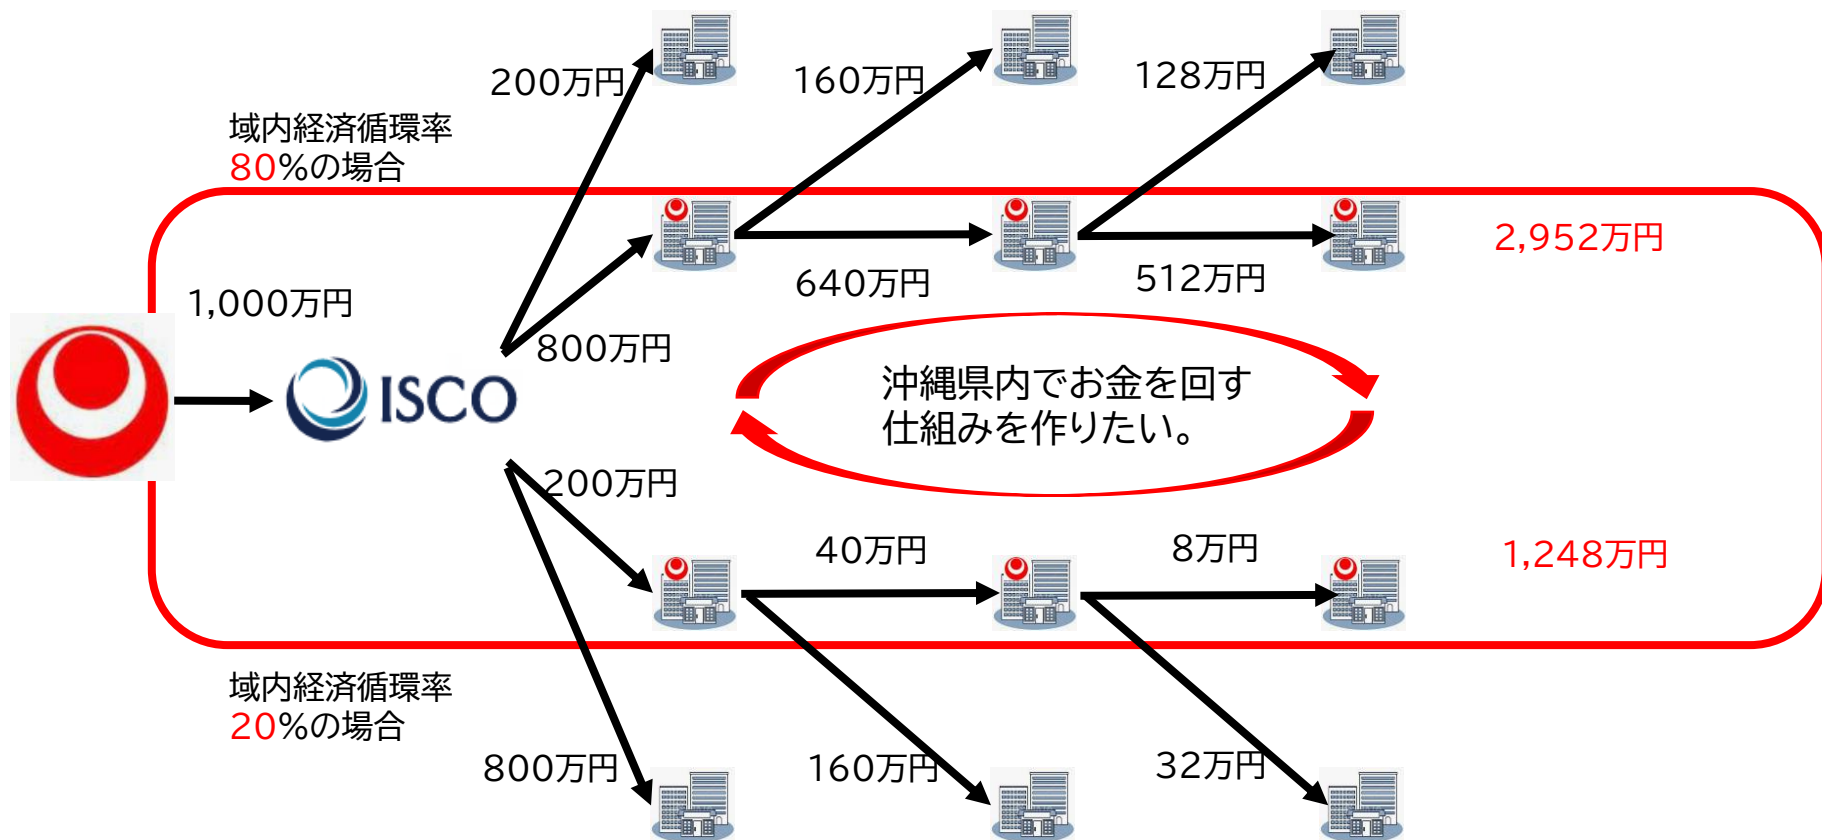 200万円
160万円
128万円
域内経済循環率
80%の場合
2,952万円
640万円
512万円
1,000万円
800万円
ISCO
沖縄県内でお金を回す
仕組みを作りたい。
200万円
40万円
8万円
1,248万円
域内経済循環率
20%の場合
800万円
160万円
32万円